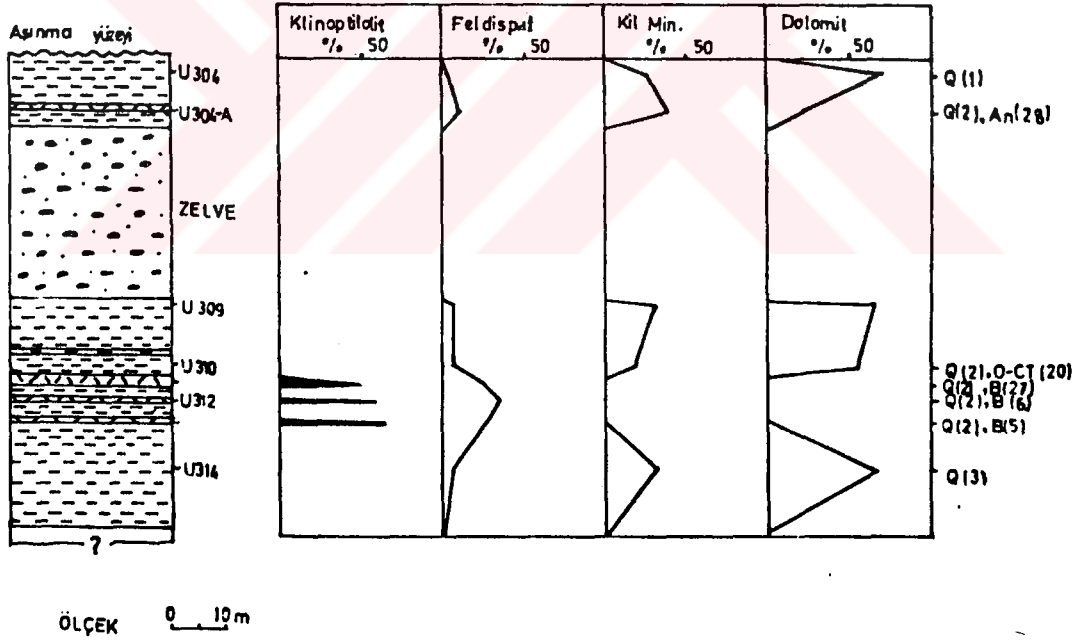 Aşınma yüzeyi
Klinoptilolit
% 50
Feldispat
% 50
Kil Min.
% 50
Dolomit
% 50
U304
Q(1)
U304-A
Q(2), An(28)
ZELVE
U309
U310
Q(2), O-CT(20)
Q(2), B(27)
U312
Q(2), B(6)
Q(2), B(5)
U314
Q(3)
?
ÖLÇEK 0 10m